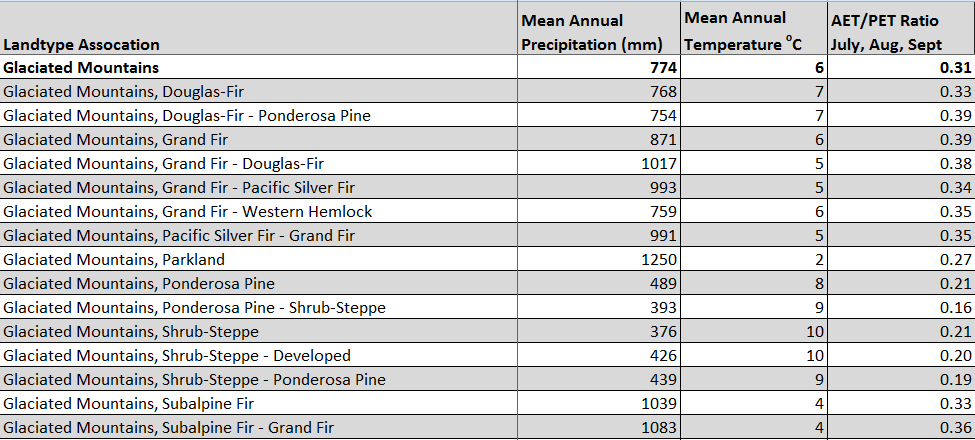 Landtype Assocation Mean Annual Precipitation (mm) Mean Annual Temperature °C AET/PET Ratio July, Aug, Sept
Glaciated Mountains 774 6 0.31
Glaciated Mountains, Douglas-Fir 768 7 0.33
Glaciated Mountains, Douglas-Fir - Ponderosa Pine 754 7 0.39
Glaciated Mountains, Grand Fir 871 6 0.39
Glaciated Mountains, Grand Fir - Douglas-Fir 1017 5 0.38
Glaciated Mountains, Grand Fir - Pacific Silver Fir 993 5 0.34
Glaciated Mountains, Grand Fir - Western Hemlock 759 6 0.35
Glaciated Mountains, Pacific Silver Fir - Grand Fir 991 5 0.35
Glaciated Mountains, Parkland 1250 2 0.27
Glaciated Mountains, Ponderosa Pine 489 8 0.21
Glaciated Mountains, Ponderosa Pine - Shrub-Steppe 393 9 0.16
Glaciated Mountains, Shrub-Steppe 376 10 0.21
Glaciated Mountains, Shrub-Steppe - Developed 426 10 0.20
Glaciated Mountains, Shrub-Steppe - Ponderosa Pine 439 9 0.19
Glaciated Mountains, Subalpine Fir 1039 4 0.33
Glaciated Mountains, Subalpine Fir - Grand Fir 1083 4 0.36